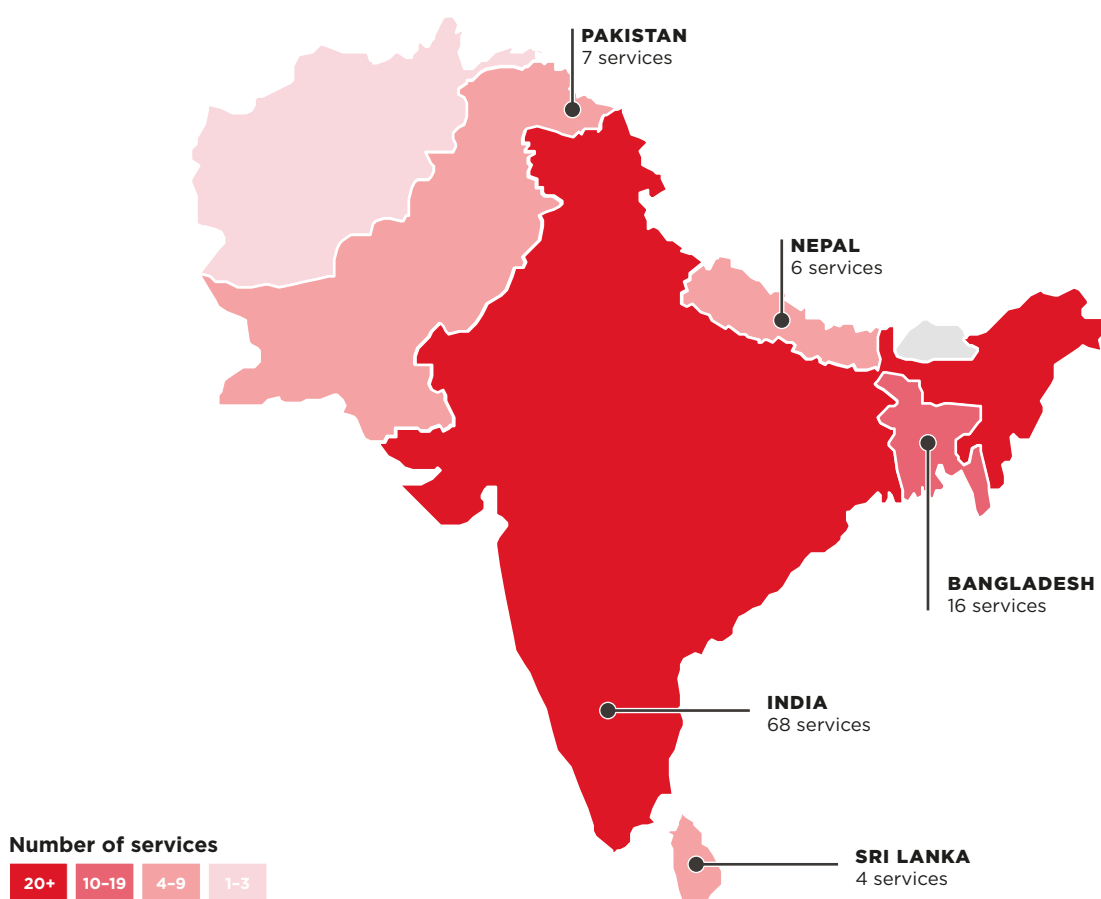 PAKISTAN
7 services
NEPAL
6 services
BANGLADESH
16 services
INDIA
68 services
SRI LANKA
4 services
Number of services
20+ 10–19 4–9 1–3